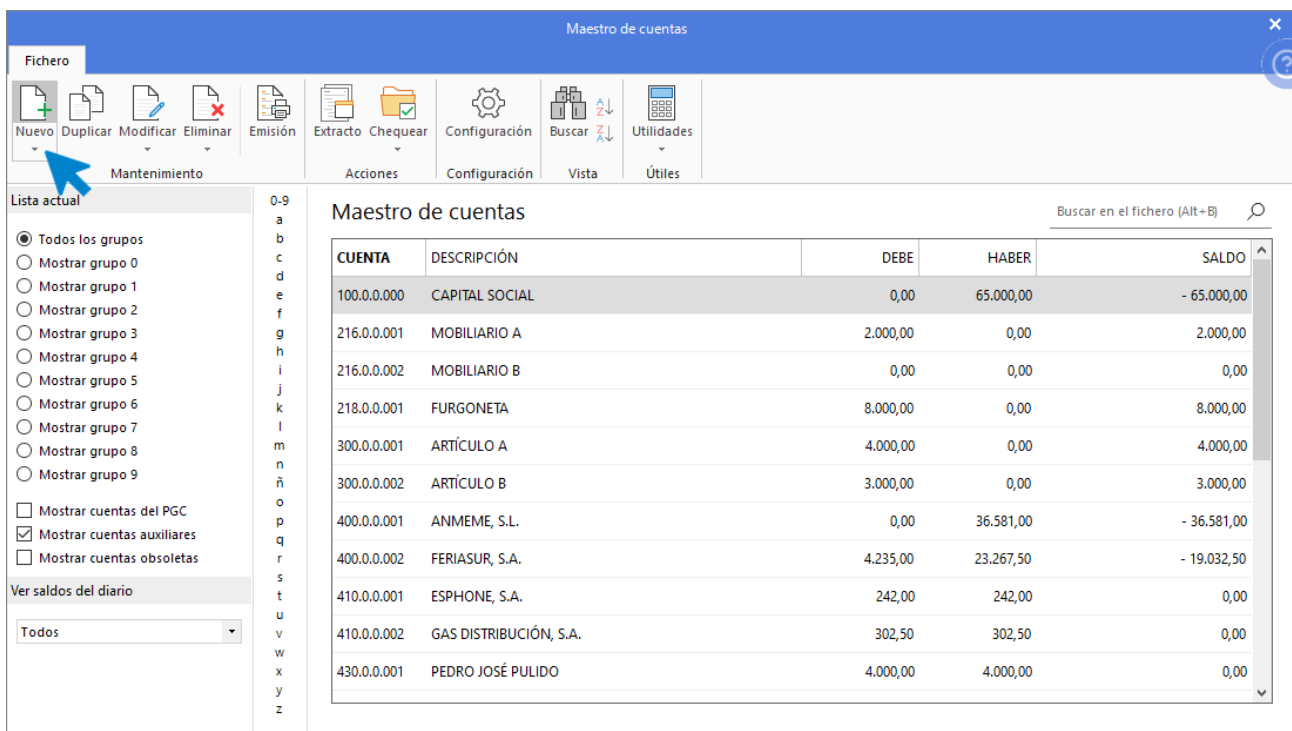 Maestro de cuentas
Fichero
Nuevo Duplicar Modificar Eliminar Emisión Extracto Chequear Configuración Buscar Utilidades
Mantenimiento Acciones Configuración Vista Útiles
Lista actual
Todos los grupos
Mostrar grupo 0
Mostrar grupo 1
Mostrar grupo 2
Mostrar grupo 3
Mostrar grupo 4
Mostrar grupo 5
Mostrar grupo 6
Mostrar grupo 7
Mostrar grupo 8
Mostrar grupo 9
Mostrar cuentas del PGC
Mostrar cuentas auxiliares
Mostrar cuentas obsoletas
Ver saldos del diario
Todos
0-9
a
b
c
d
e
f
g
h
i
j
k
l
m
n
ñ
o
p
q
r
s
t
u
v
w
x
y
z
Maestro de cuentas
Buscar en el fichero (Alt+B)
CUENTA DESCRIPCIÓN DEBE HABER SALDO
100.0.0.000 CAPITAL SOCIAL 0,00 65.000,00 - 65.000,00
216.0.0.001 MOBILIARIO A 2.000,00 0,00 2.000,00
216.0.0.002 MOBILIARIO B 0,00 0,00 0,00
218.0.0.001 FURGONETA 8.000,00 0,00 8.000,00
300.0.0.001 ARTÍCULO A 4.000,00 0,00 4.000,00
300.0.0.002 ARTÍCULO B 3.000,00 0,00 3.000,00
400.0.0.001 ANMEME, S.L. 0,00 36.581,00 - 36.581,00
400.0.0.002 FERIASUR, S.A. 4.235,00 23.267,50 - 19.032,50
410.0.0.001 ESPHONE, S.A. 242,00 242,00 0,00
410.0.0.002 GAS DISTRIBUCIÓN, S.A. 302,50 302,50 0,00
430.0.0.001 PEDRO JOSÉ PULIDO 4.000,00 4.000,00 0,00